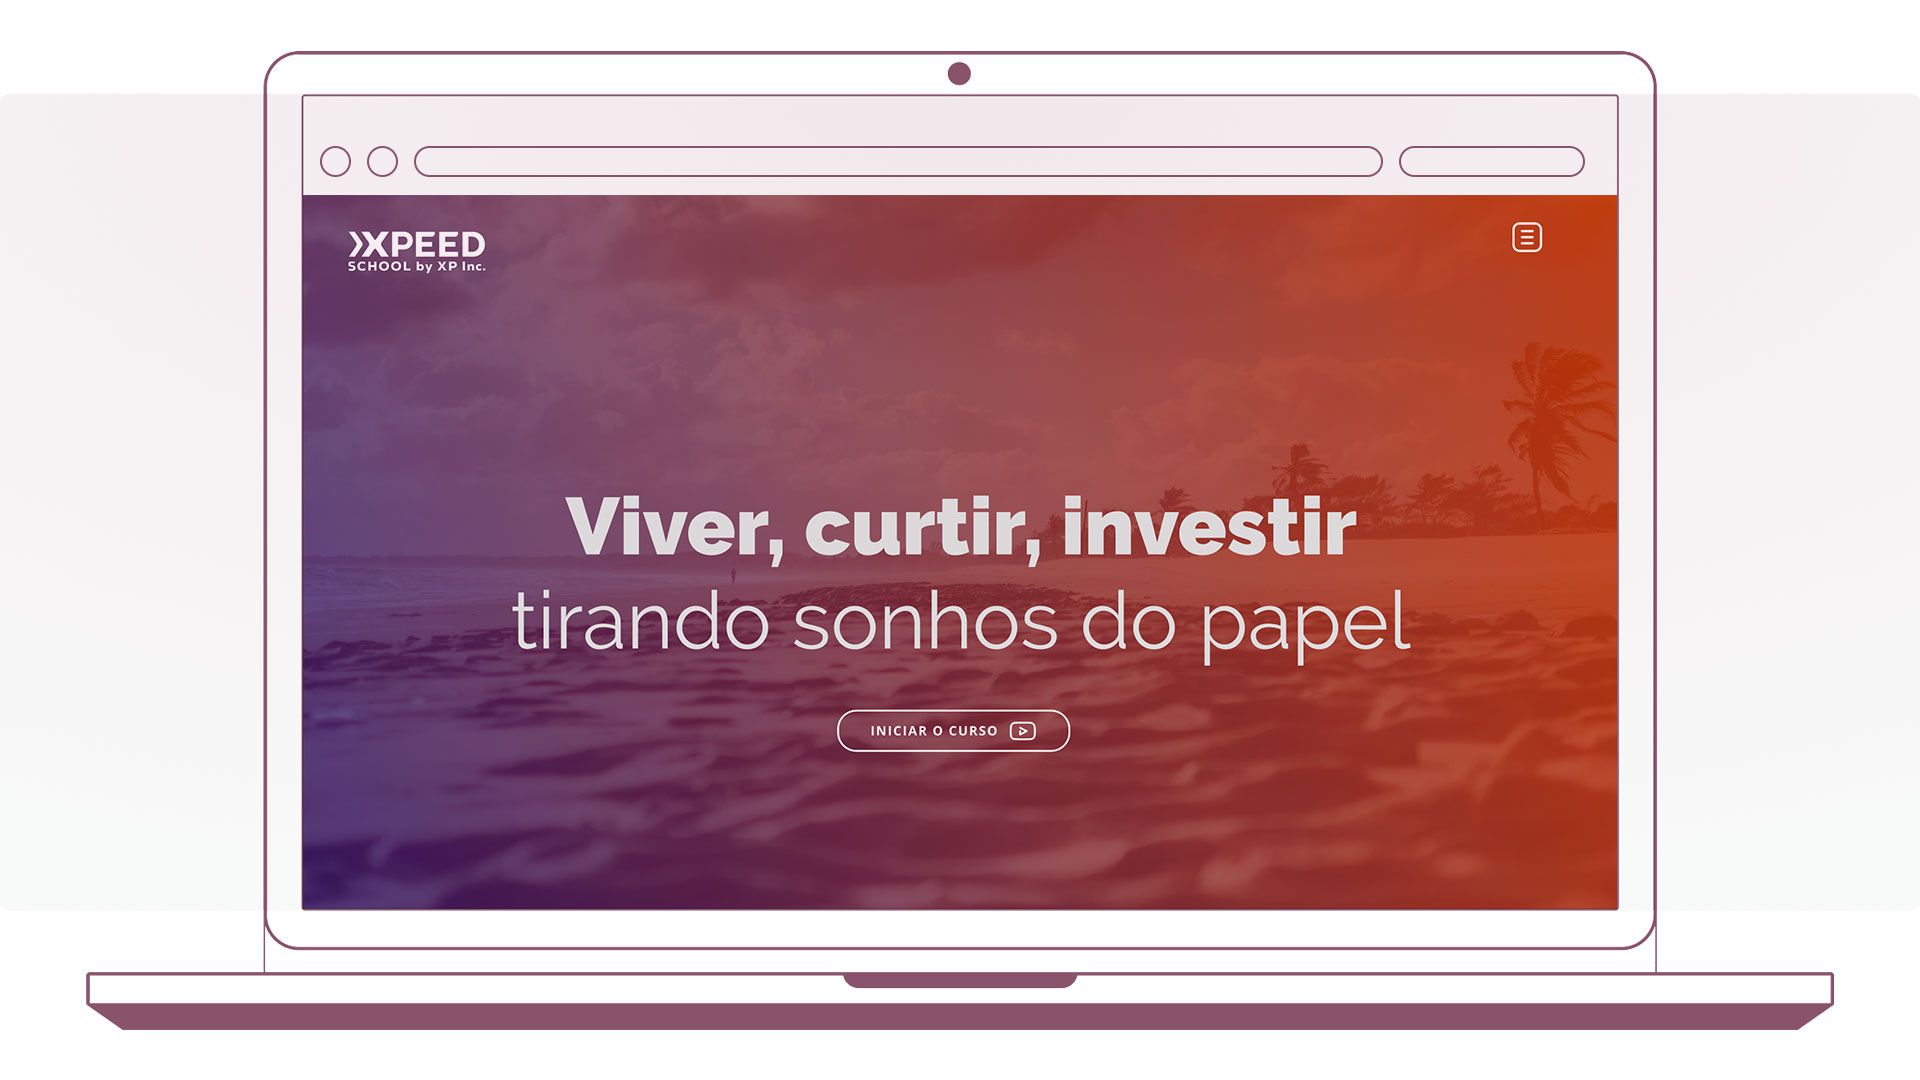 XPEED
SCHOOL by XP Inc.
Viver, curtir, investir
tirando sonhos do papel
INICIAR O CURSO